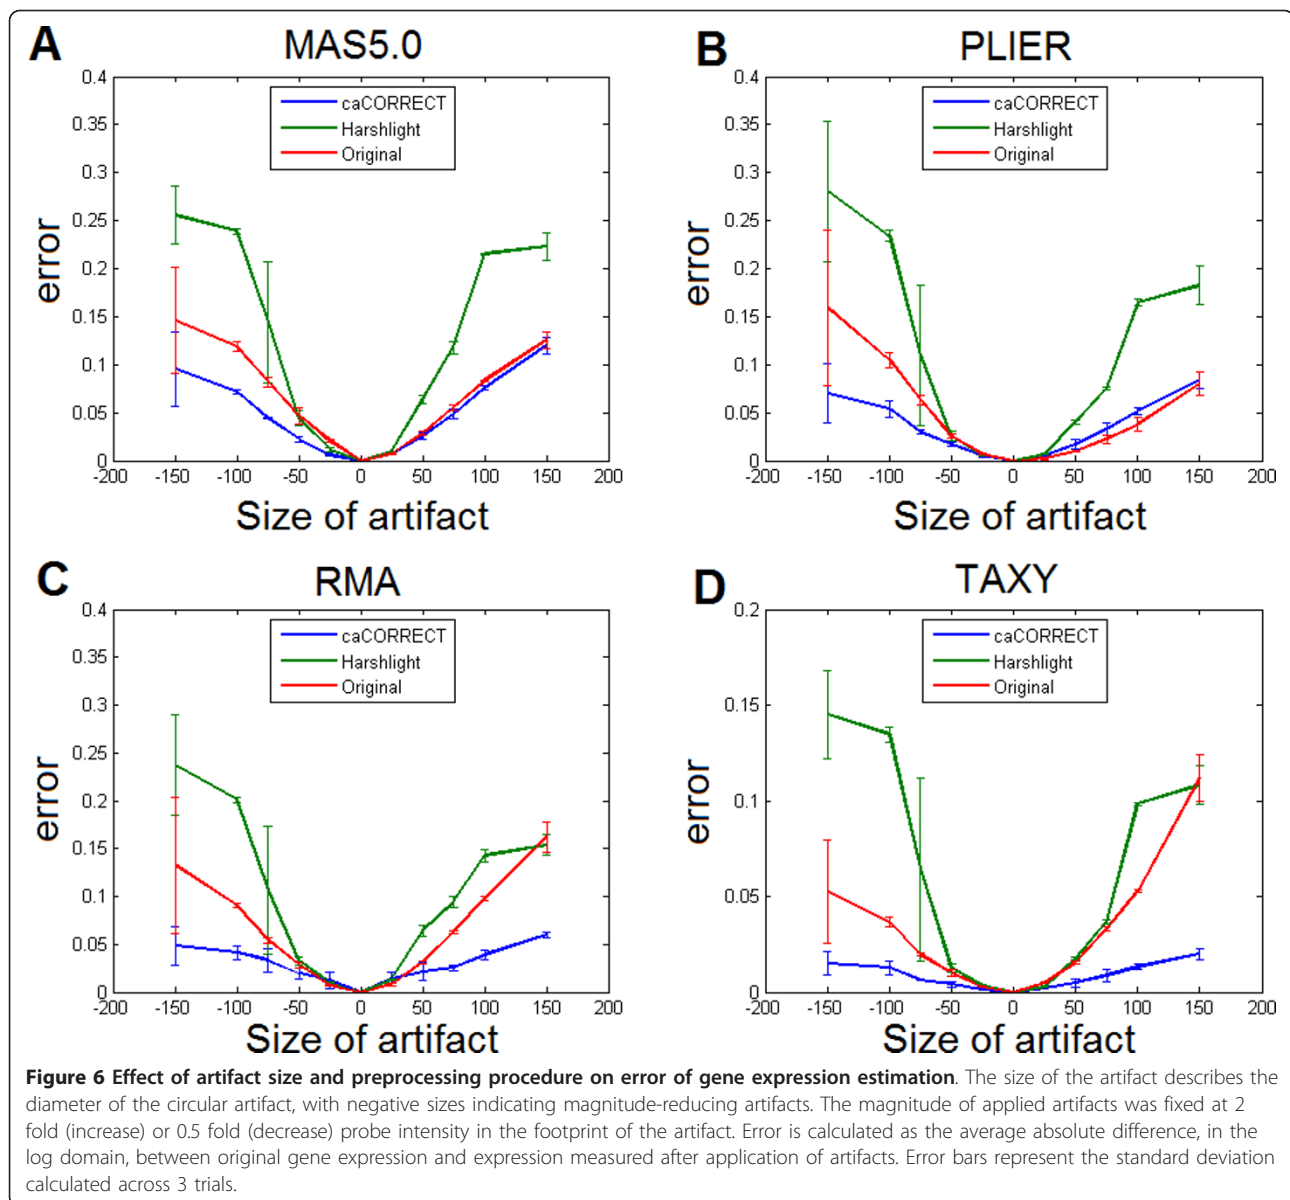 A
MAS5.0
caCORRECT
Harshlight
Original
error
0.4
0.35
0.3
0.25
0.2
0.15
0.1
0.05
0
-200 -150 -100 -50 0 50 100 150 200
Size of artifact
B
PLIER
caCORRECT
Harshlight
Original
error
0.4
0.35
0.3
0.25
0.2
0.15
0.1
0.05
0
-200 -150 -100 -50 0 50 100 150 200
Size of artifact
C
RMA
caCORRECT
Harshlight
Original
error
0.4
0.35
0.3
0.25
0.2
0.15
0.1
0.05
0
-200 -150 -100 -50 0 50 100 150 200
Size of artifact
D
TAXY
caCORRECT
Harshlight
Original
error
0.2
0.15
0.1
0.05
0
-200 -150 -100 -50 0 50 100 150 200
Size of artifact
Figure 6 Effect of artifact size and preprocessing procedure on error of gene expression estimation. The size of the artifact describes the
diameter of the circular artifact, with negative sizes indicating magnitude-reducing artifacts. The magnitude of applied artifacts was fixed at 2
fold (increase) or 0.5 fold (decrease) probe intensity in the footprint of the artifact. Error is calculated as the average absolute difference, in the
log domain, between original gene expression and expression measured after application of artifacts. Error bars represent the standard deviation
calculated across 3 trials.